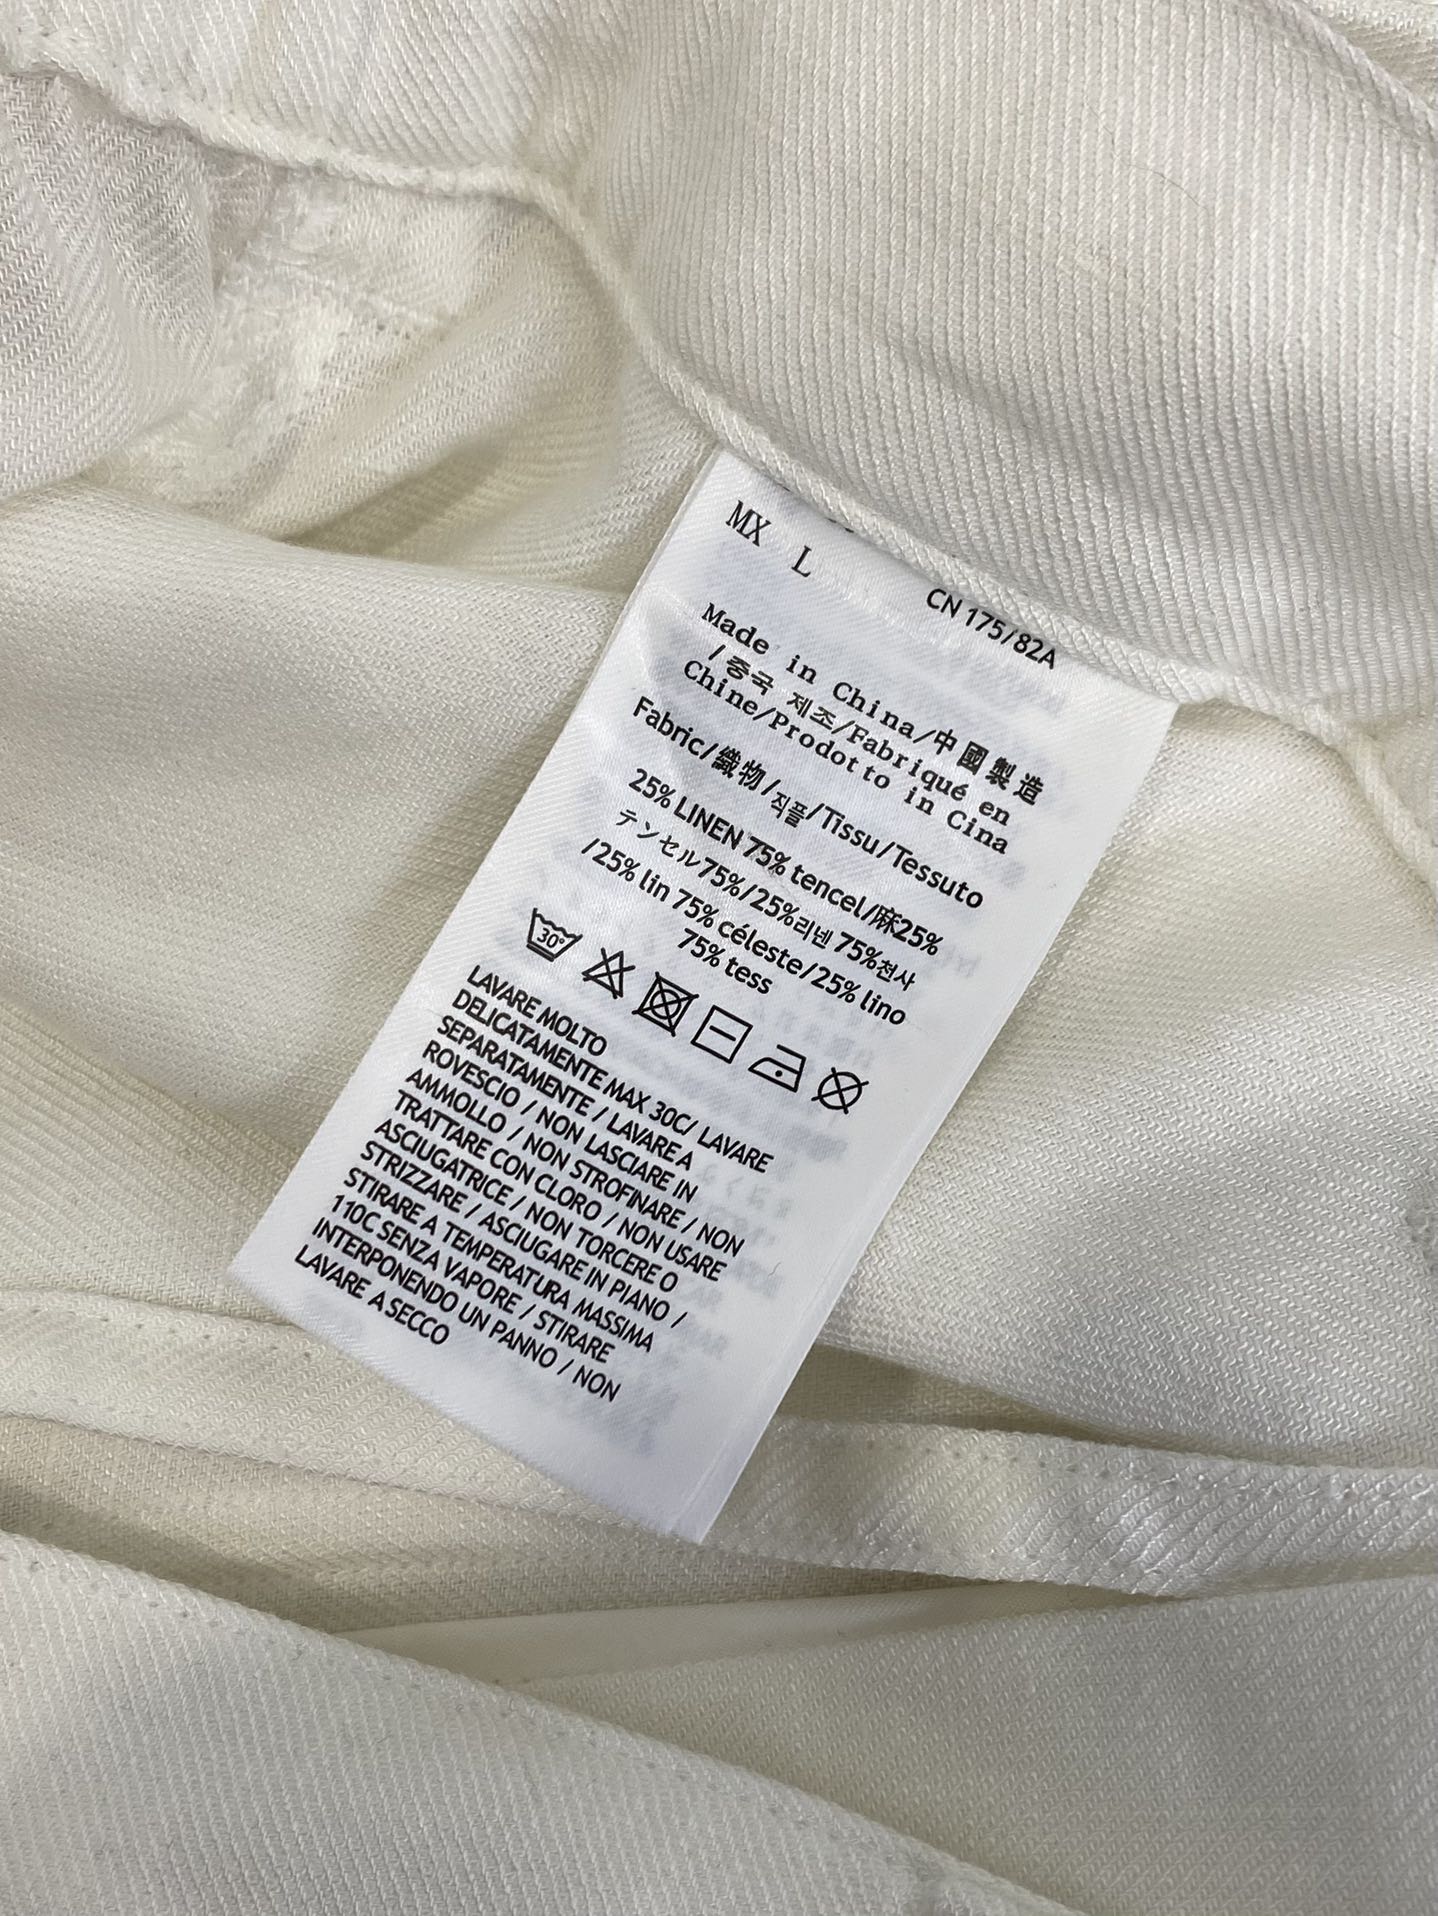 MX L
CN 175/82A
Made in China/中國製造
/중국 제조/Fabriqué en
Chine/Prodotto in Cina
Fabric/織物/직플/Tissu/Tessuto
25% LINEN 75% tencel/麻25%
テンセル75%/25%리넨 75%천사
/25% lin 75% céleste/25% lino
75% tess
30°
LAVARE MOLTO
DELICATAMENTE MAX 30C/ LAVARE
SEPARATAMENTE / LAVARE A
ROVESCIO / NON LASCIARE IN
AMMOLLO / NON STROFINARE / NON
TRATTARE CON CLORO / NON USARE
ASCIUGATRICE / NON TORCERE O
STRIZZARE / ASCIUGARE IN PIANO /
STIRARE A TEMPERATURA MASSIMA
110C SENZA VAPORE / STIRARE
INTERPONENDO UN PANNO / NON
LAVARE A SECCO